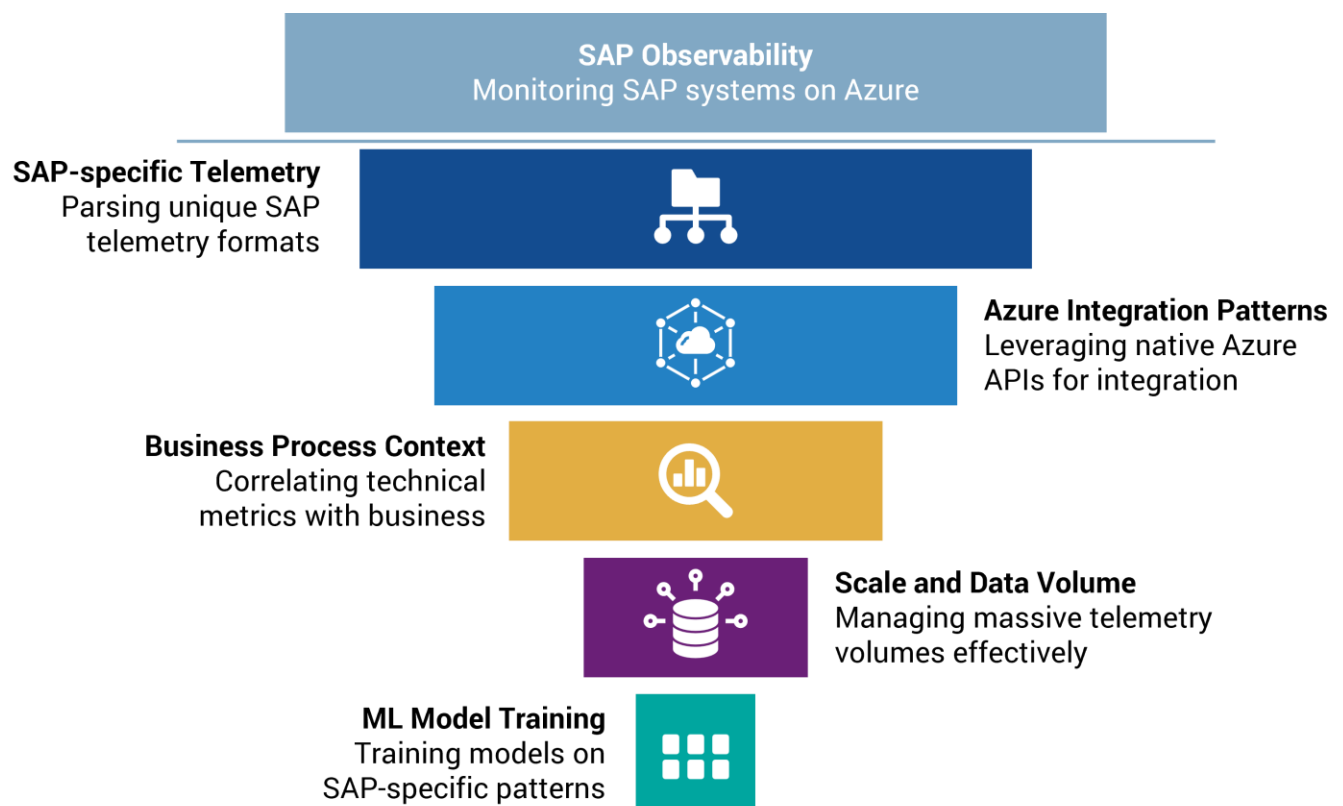 SAP Observability
Monitoring SAP systems on Azure
SAP-specific Telemetry
Parsing unique SAP
telemetry formats
Azure Integration Patterns
Leveraging native Azure
APIs for integration
Business Process Context
Correlating technical
metrics with business
Scale and Data Volume
Managing massive telemetry
volumes effectively
ML Model Training
Training models on
SAP-specific patterns